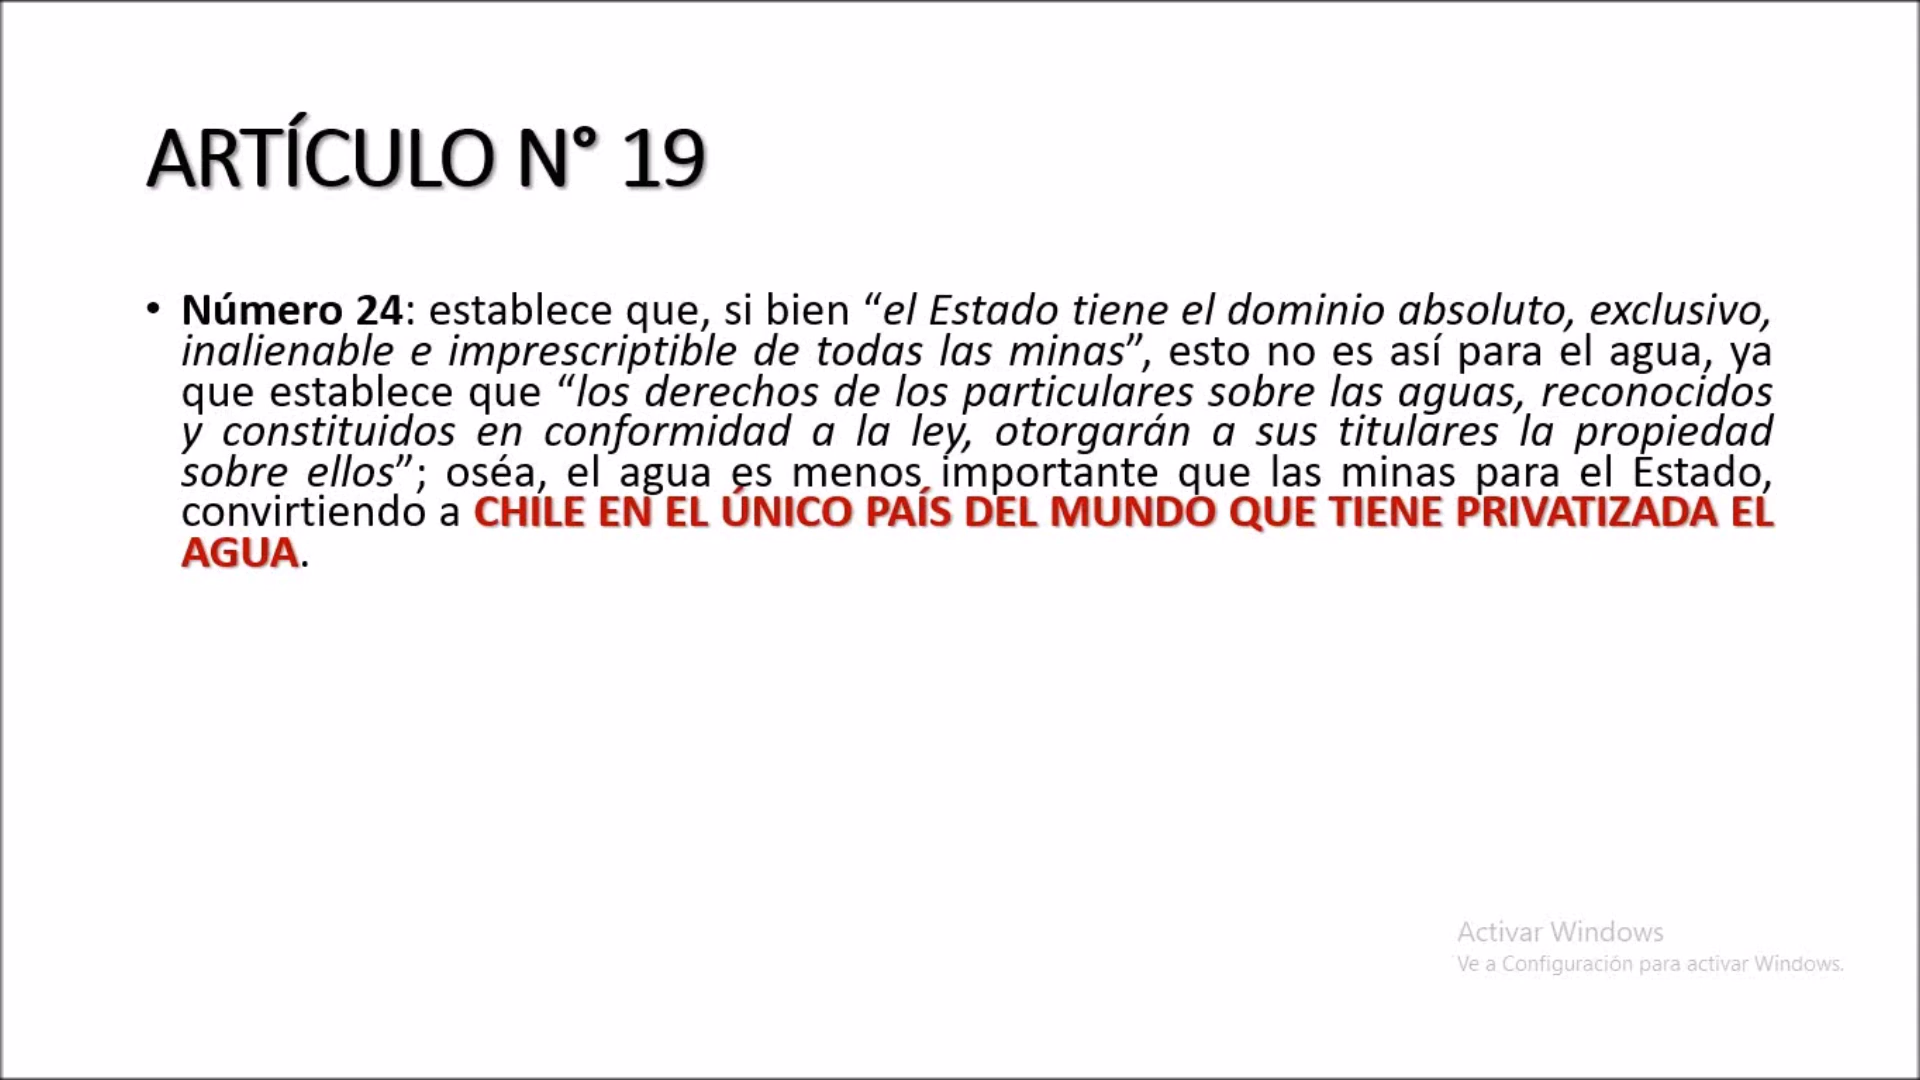 ARTÍCULO N° 19
• Número 24: establece que, si bien “el Estado tiene el dominio absoluto, exclusivo,
inalienable e imprescriptible de todas las minas”, esto no es así para el agua, ya
que establece que “los derechos de los particulares sobre las aguas, reconocidos
y constituidos en conformidad a la ley, otorgarán a sus titulares la propiedad
sobre ellos”; oséa, el agua es menos importante que las minas para el Estado,
convirtiendo a CHILE EN EL ÚNICO PAÍS DEL MUNDO QUE TIENE PRIVATIZADA EL
AGUA.
Activar Windows
Ve a Configuración para activar Windows.